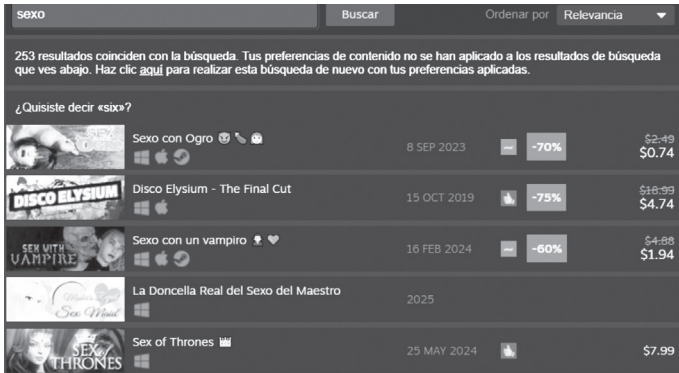 sexo
Buscar
Ordenar por Relevancia
253 resultados coinciden con la búsqueda. Tus preferencias de contenido no se han aplicado a los resultados de búsqueda
que ves abajo. Haz clic aquí para realizar esta búsqueda de nuevo con tus preferencias aplicadas.
¿Quisiste decir «six»?
SEX
Sexo con Ogro 👹 🍆 😳
8 SEP 2023
-70%
$2.49
$0.74
DISCO ELYSIUM
Disco Elysium - The Final Cut
15 OCT 2019
-75%
$18.99
$4.74
SEX WITH
VAMPIRE
Sexo con un vampiro 🧛 ❤
16 FEB 2024
-60%
$4.88
$1.94
Sex Maid
La Doncella Real del Sexo del Maestro
2025
SEX OF
THRONES
Sex of Thrones 👑
25 MAY 2024
$7.99